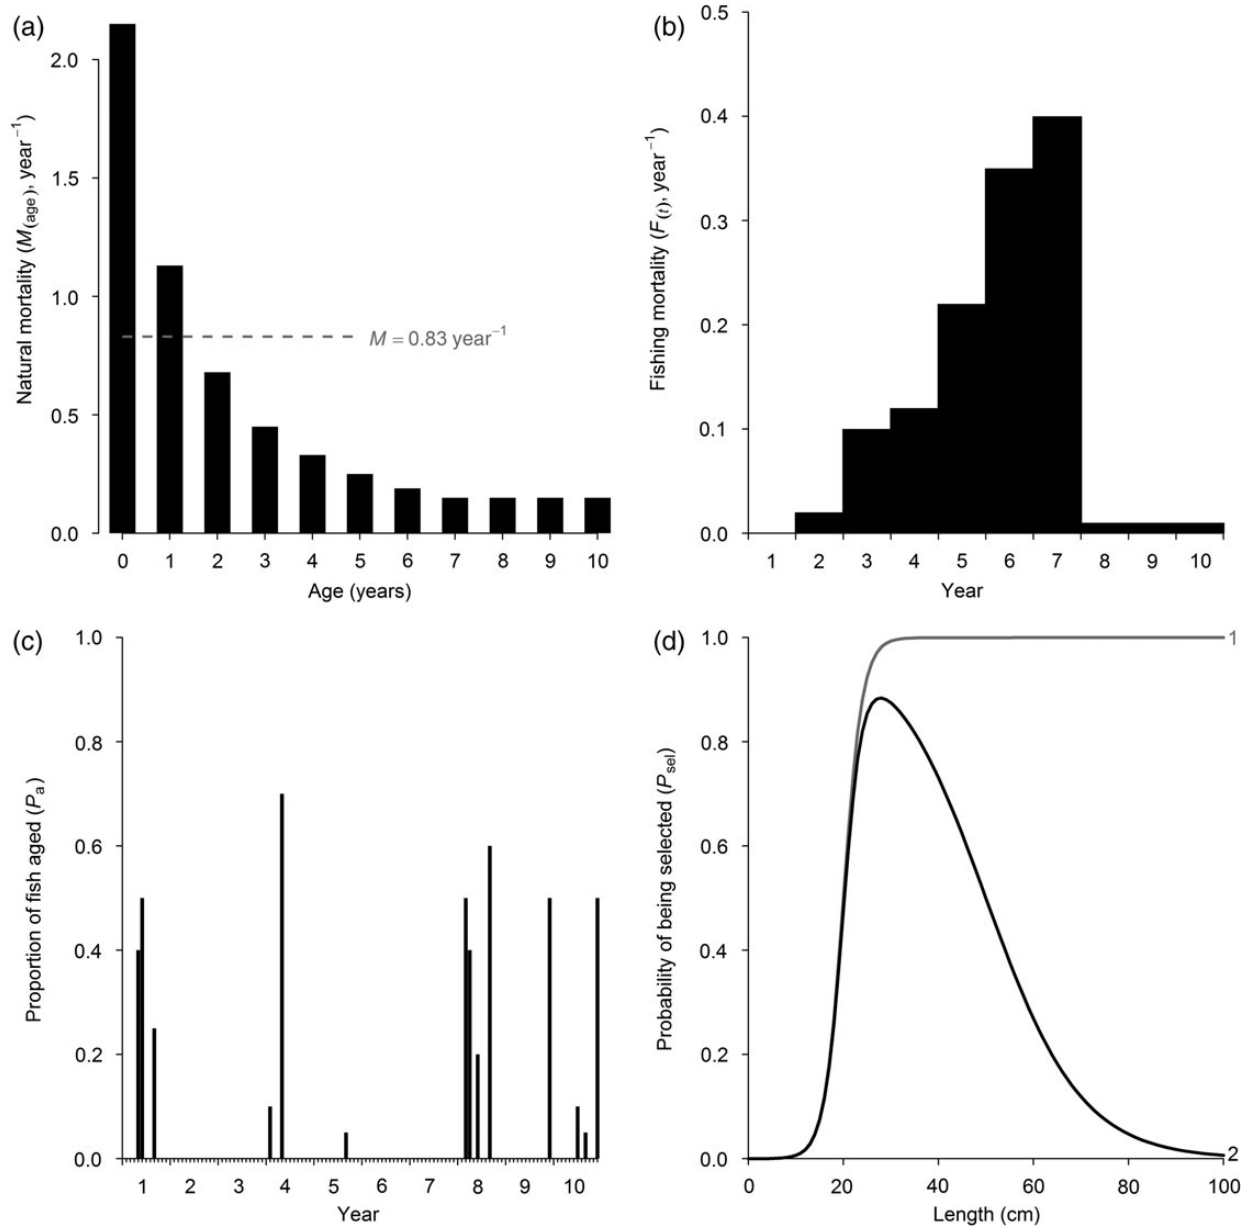 (a)
Natural mortality (M(age), year−1)
2.0
1.5
1.0
0.5
0.0
M = 0.83 year−1
0 1 2 3 4 5 6 7 8 9 10
Age (years)
(b)
Fishing mortality (F(t), year−1)
0.5
0.4
0.3
0.2
0.1
0.0
1 2 3 4 5 6 7 8 9 10
Year
(c)
Proportion of fish aged (Pa)
1.0
0.8
0.6
0.4
0.2
0.0
1 2 3 4 5 6 7 8 9 10
Year
(d)
Probability of being selected (Psel)
1.0
0.8
0.6
0.4
0.2
0.0
1
2
0 20 40 60 80 100
Length (cm)